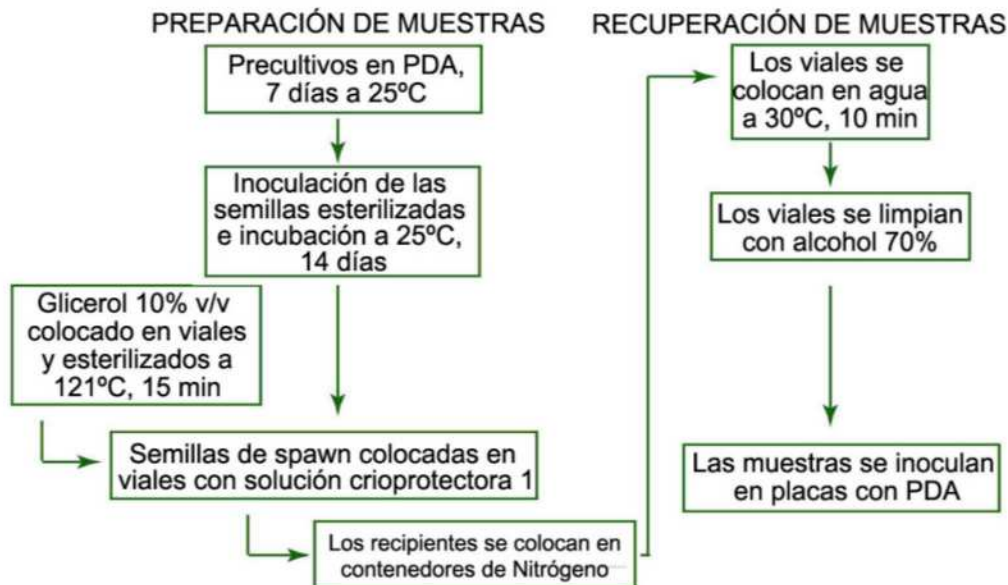 PREPARACIÓN DE MUESTRAS
Precultivos en PDA,
7 días a 25ºC
Inoculación de las
semillas esterilizadas
e incubación a 25ºC,
14 días
Glicerol 10% v/v
colocado en viales
y esterilizados a
121ºC, 15 min
Semillas de spawn colocadas en
viales con solución crioprotectora 1
Los recipientes se colocan en
contenedores de Nitrógeno
RECUPERACIÓN DE MUESTRAS
Los viales se
colocan en agua
a 30ºC, 10 min
Los viales se limpian
con alcohol 70%
Las muestras se inoculan
en placas con PDA